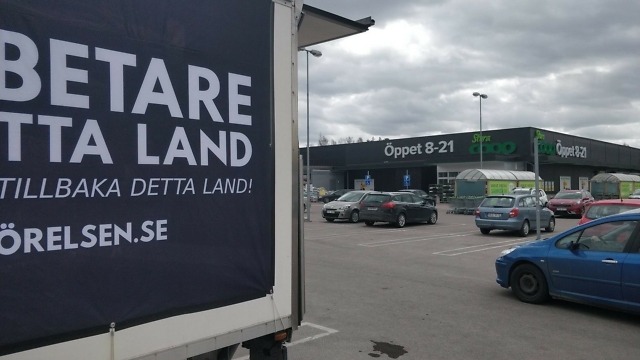 BETARE
TTA LAND
TILLBAKA DETTA LAND!
ÖRELSEN.SE
Öppet 8-21
Stora
coop
Öppet 8-21